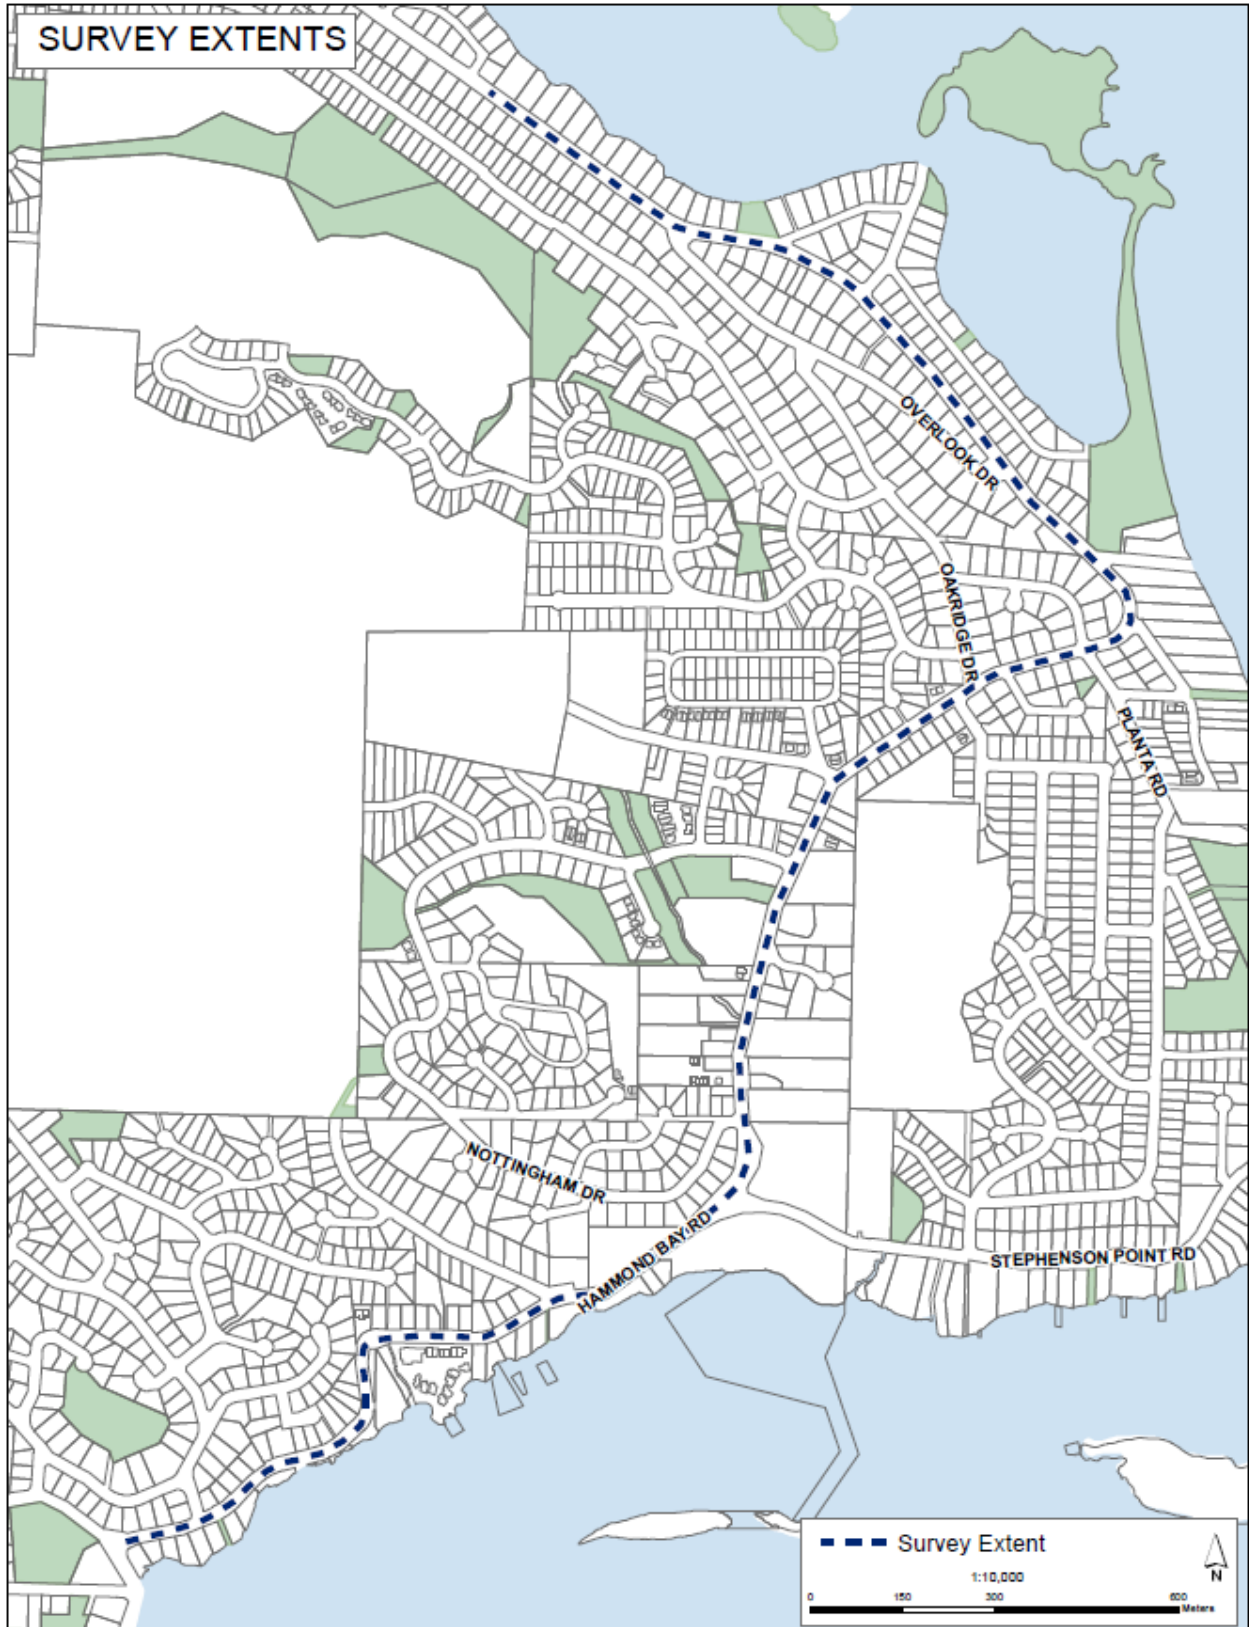 SURVEY EXTENTS
OVERLOOK DR
OAKRIDGE DR
PLANTA RD
NOTTINGHAM DR
HAMMOND BAY RD
STEPHENSON POINT RD
Survey Extent
1:10,000
N
0 150 300 600
Meters